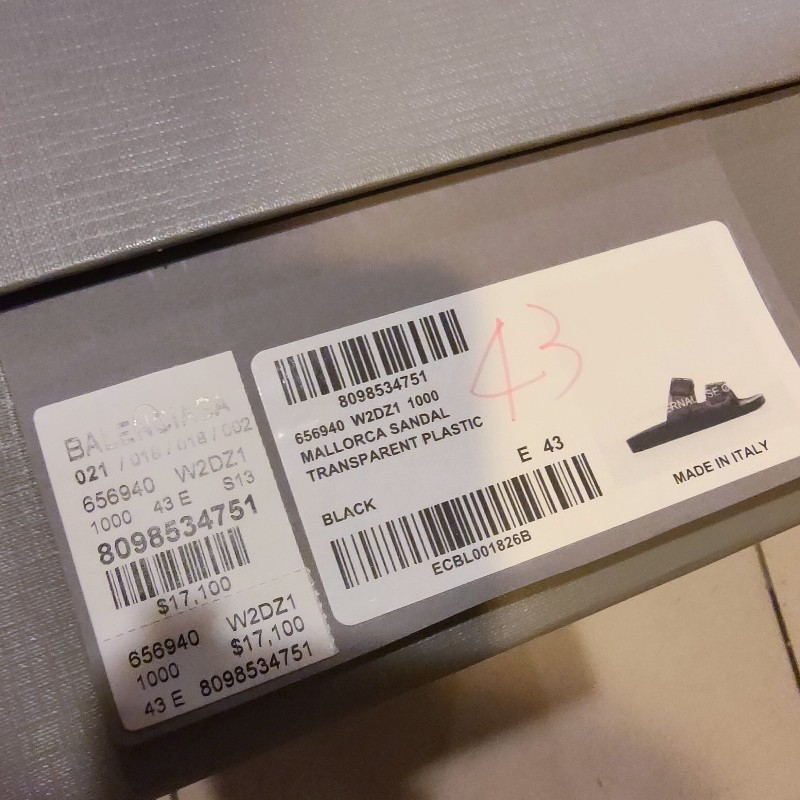 BALENCIAGA
021 / 018 / 018 / 002
656940 W2DZ1
1000 43 E S13
8098534751
$17,100
656940 W2DZ1
1000 $17,100
43 E 8098534751
8098534751
656940 W2DZ1 1000
MALLORCA SANDAL
TRANSPARENT PLASTIC
E 43
BLACK
ECBL001826B
43
MADE IN ITALY